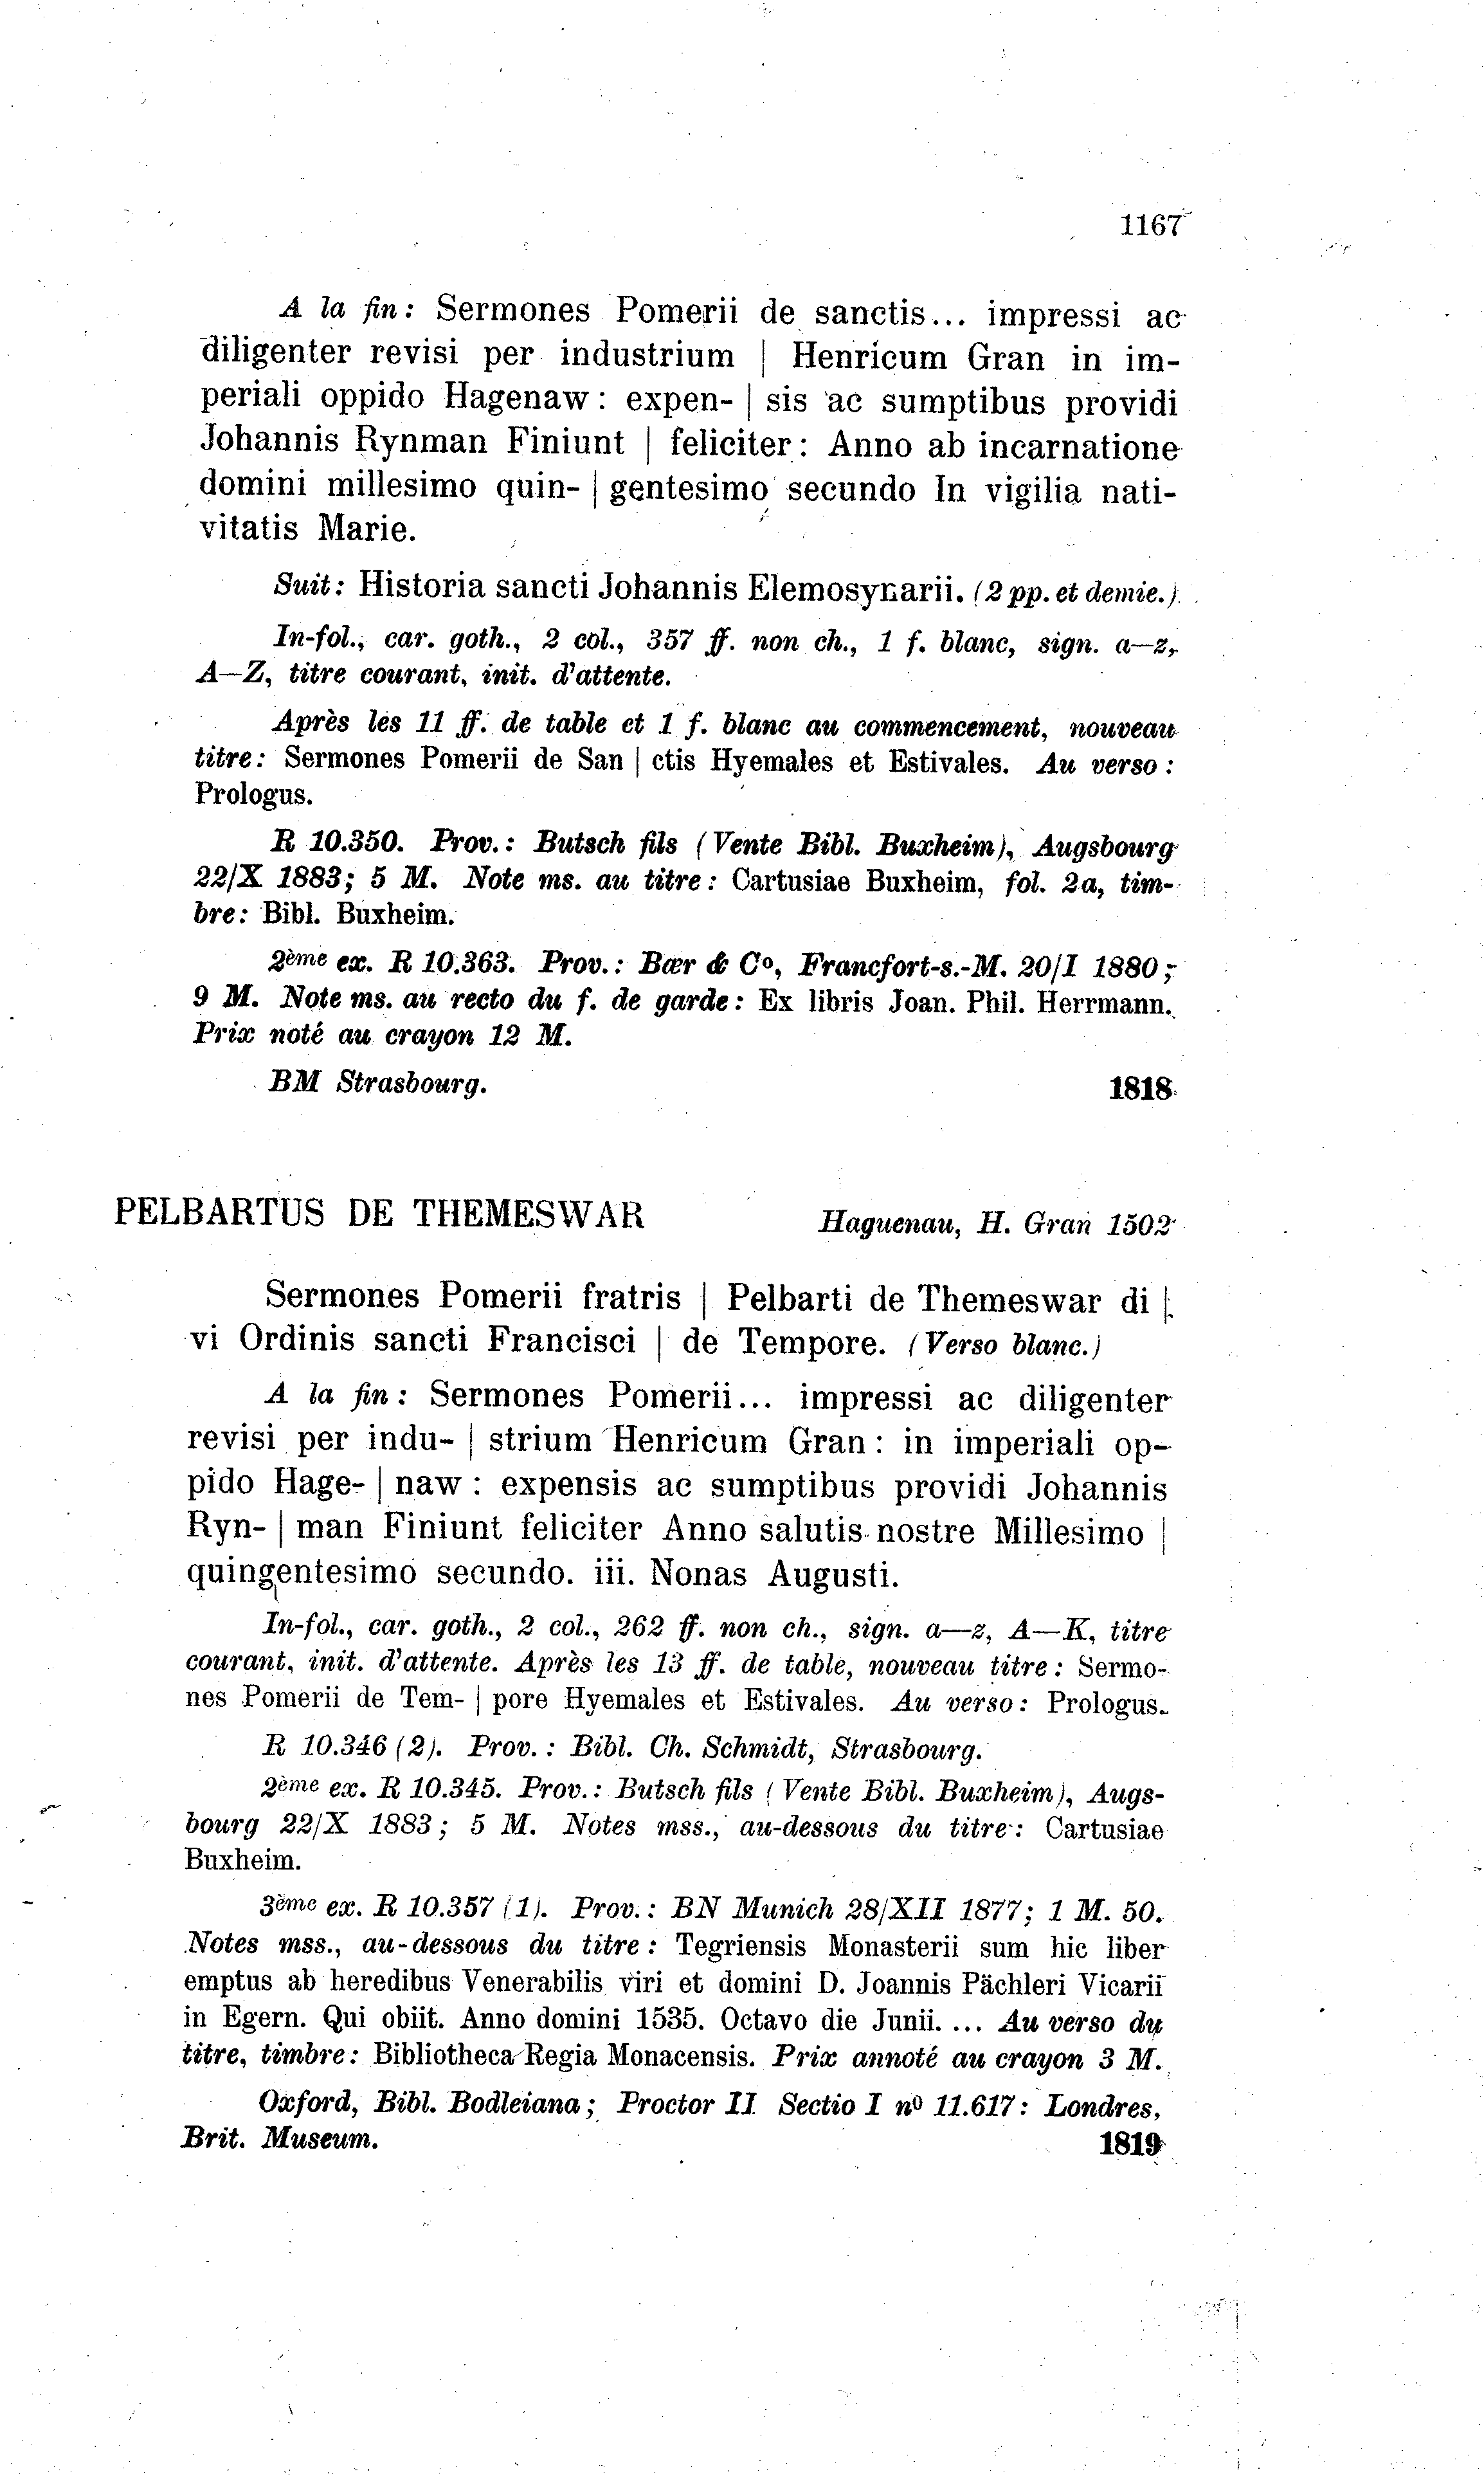 1167
A la fin: Sermones Pomerii de sanctis... impressi ac
diligenter revisi per industrium | Henricum Gran in im-
periali oppido Hagenaw: expen- | sis ac sumptibus providi
Johannis Rynman Finiunt | feliciter: Anno ab incarnatione
domini millesimo quin- | gentesimo secundo In vigilia nati-
vitatis Marie.
Suit: Historia sancti Johannis Elemosynarii. (2 pp. et demie.)
In-fol., car. goth., 2 col., 357 ff. non ch., 1 f. blanc, sign. a—z,
A—Z, titre courant, init. d'attente.
Après les 11 ff. de table et 1 f. blanc au commencement, nouveau
titre: Sermones Pomerii de San | ctis Hyemales et Estivales. Au verso:
Prologus.
R 10.350. Prov.: Butsch fils (Vente Bibl. Buxheim), Augsbourg
22/X 1883; 5 M. Note ms. au titre: Cartusiae Buxheim, fol. 2a, tim-
bre: Bibl. Buxheim.
2ème ex. R 10.363. Prov.: Bær & Co, Francfort-s.-M. 20/I 1880;
9 M. Note ms. au recto du f. de garde: Ex libris Joan. Phil. Herrmann.
Prix noté au crayon 12 M.
BM Strasbourg. 1818
PELBARTUS DE THEMESWAR Haguenau, H. Gran 1502
Sermones Pomerii fratris | Pelbarti de Themeswar di |
vi Ordinis sancti Francisci | de Tempore. (Verso blanc.)
A la fin: Sermones Pomerii... impressi ac diligenter
revisi per indu- | strium Henricum Gran: in imperiali op-
pido Hage- | naw: expensis ac sumptibus providi Johannis
Ryn- | man Finiunt feliciter Anno salutis nostre Millesimo |
quingentesimo secundo. iii. Nonas Augusti.
In-fol., car. goth., 2 col., 262 ff. non ch., sign. a—z, A—K, titre
courant, init. d'attente. Après les 13 ff. de table, nouveau titre: Sermo-
nes Pomerii de Tem- | pore Hyemales et Estivales. Au verso: Prologus.
R 10.346 (2). Prov.: Bibl. Ch. Schmidt, Strasbourg.
2ème ex. R 10.345. Prov.: Butsch fils (Vente Bibl. Buxheim), Augs-
bourg 22/X 1883; 5 M. Notes mss., au-dessous du titre: Cartusiae
Buxheim.
3ème ex. R 10.357 (1). Prov.: BN Munich 28/XII 1877; 1 M. 50.
Notes mss., au-dessous du titre: Tegriensis Monasterii sum hic liber
emptus ab heredibus Venerabilis viri et domini D. Joannis Pächleri Vicarii
in Egern. Qui obiit. Anno domini 1535. Octavo die Junii. ... Au verso du
titre, timbre: Bibliotheca Regia Monacensis. Prix annoté au crayon 3 M.
Oxford, Bibl. Bodleiana; Proctor II Sectio I no 11.617: Londres,
Brit. Museum. 1819